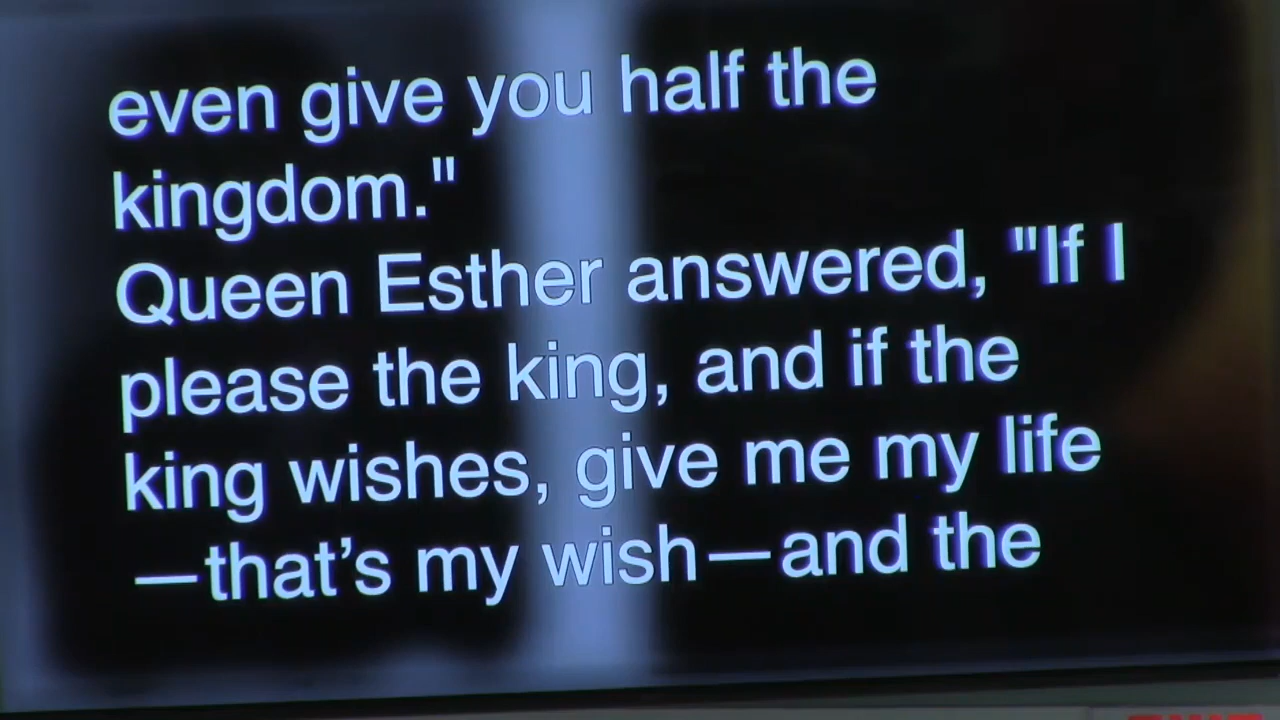 even give you half the
kingdom."
Queen Esther answered, "If I
please the king, and if the
king wishes, give me my life
—that’s my wish—and the